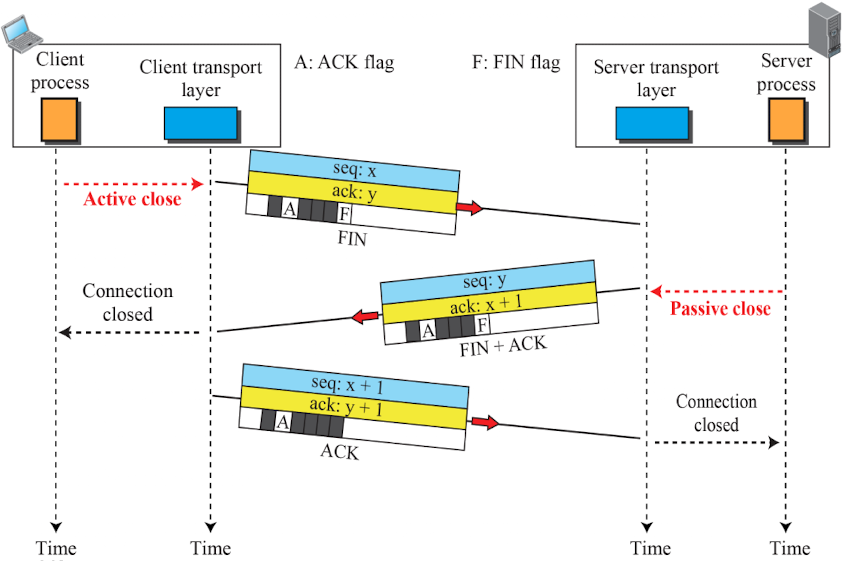 Client
process
Client transport
layer
A: ACK flag
F: FIN flag
Server transport
layer
Server
process
Active close
seq: x
ack: y
A
F
FIN
Connection
closed
seq: y
ack: x + 1
A
F
FIN + ACK
Passive close
seq: x + 1
ack: y + 1
A
ACK
Connection
closed
Time
Time
Time
Time